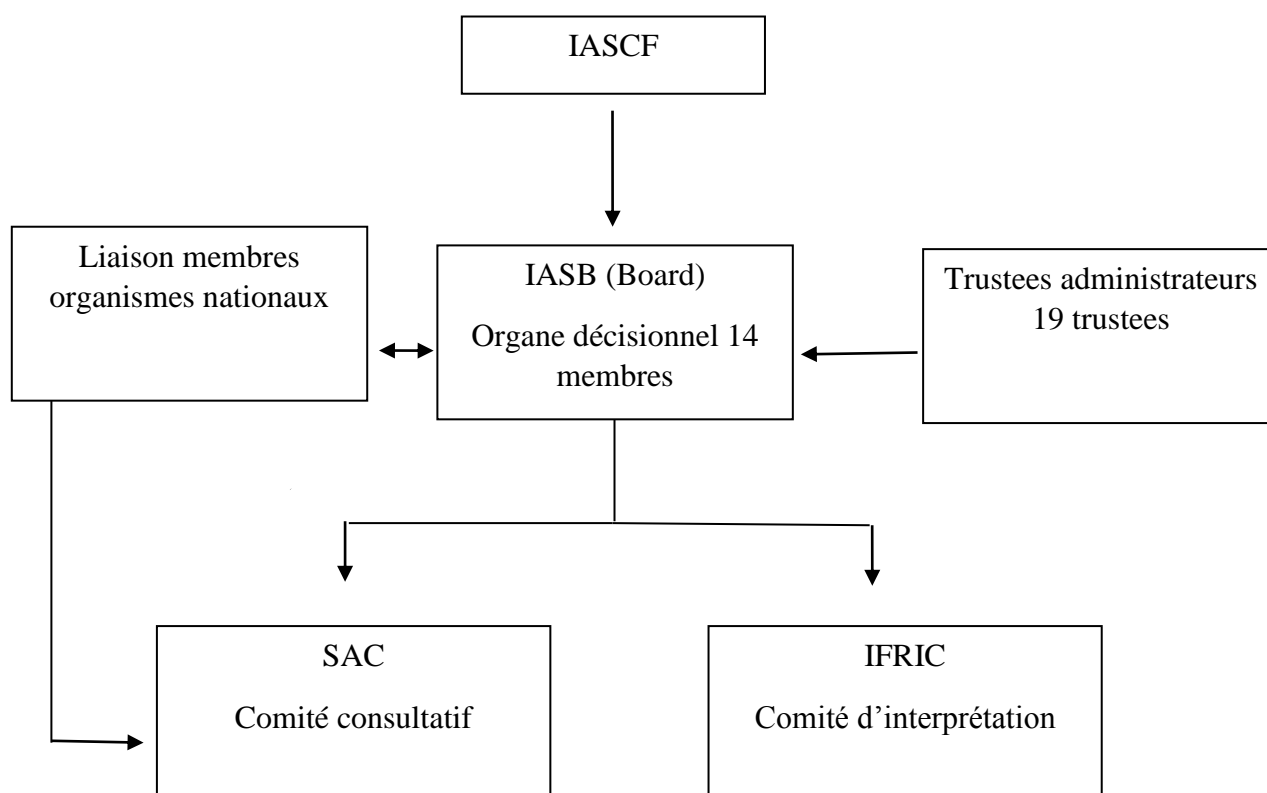 IASCF
Liaison membres
organismes nationaux
IASB (Board)
Organe décisionnel 14
membres
Trustees administrateurs
19 trustees
SAC
Comité consultatif
IFRIC
Comité d’interprétation